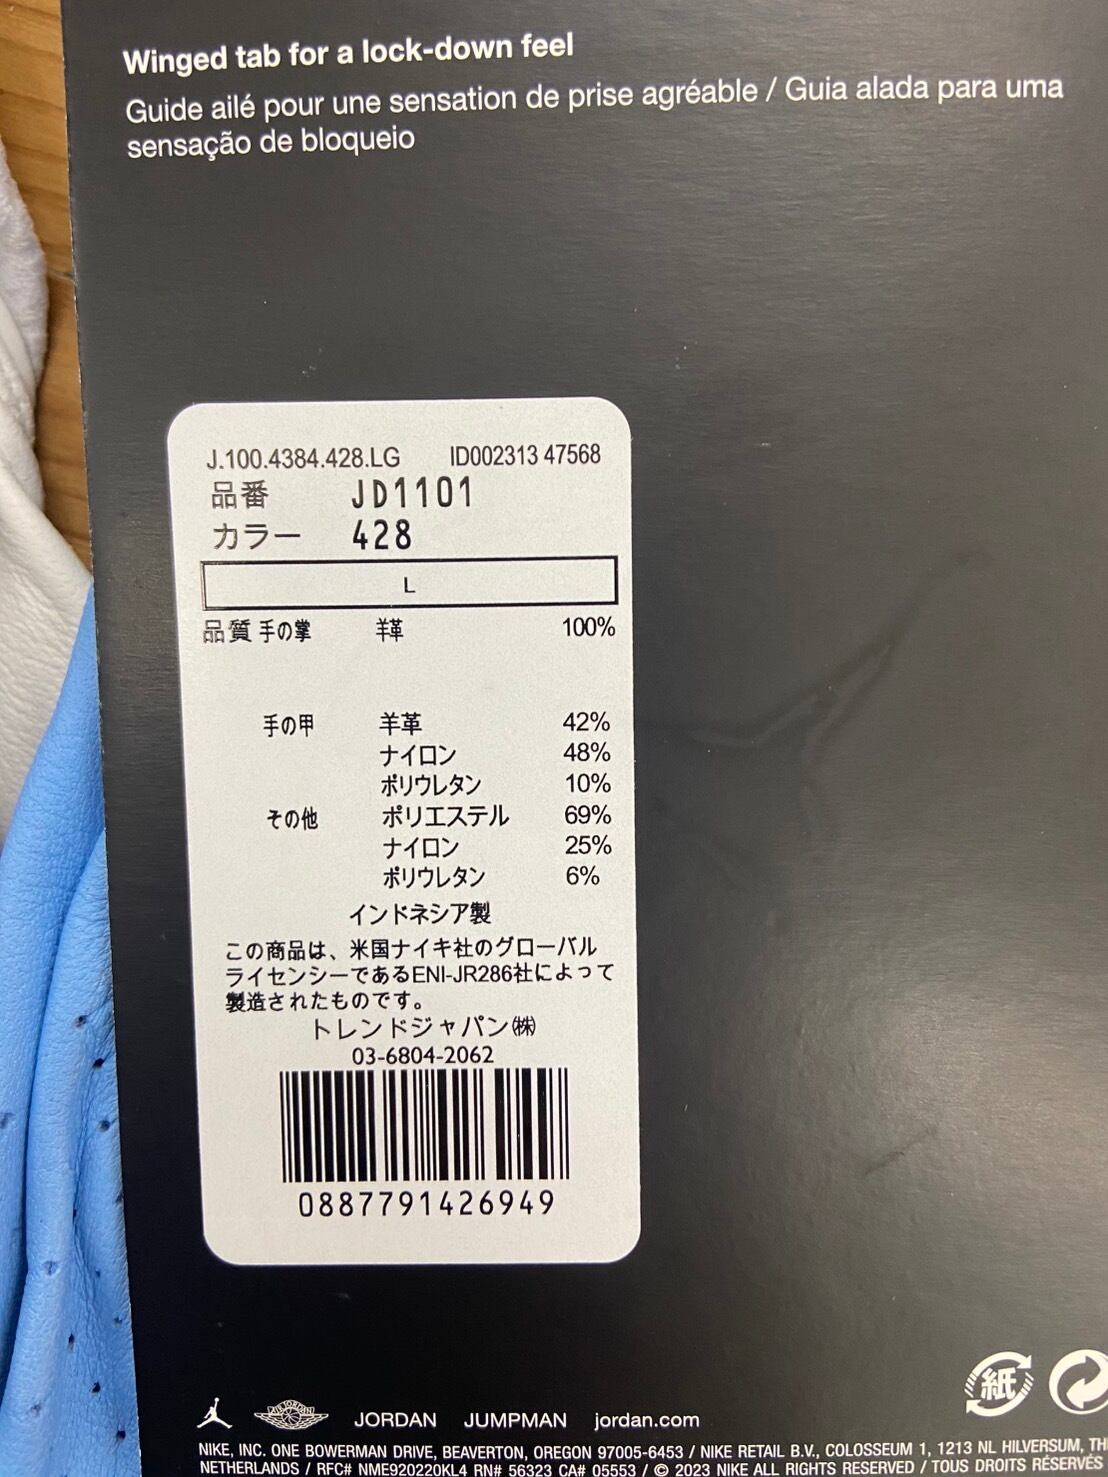 Winged tab for a lock-down feel
Guide ailé pour une sensation de prise agréable / Guia alada para uma
sensação de bloqueio
J.100.4384.428.LG ID002313 47568
品番 JD1101
カラー 428
L
品質 手の掌 羊革 100%
手の甲 羊革 42%
ナイロン 48%
ポリウレタン 10%
その他 ポリエステル 69%
ナイロン 25%
ポリウレタン 6%
インドネシア製
この商品は、米国ナイキ社のグローバル
ライセンシーであるENI-JR286社によって
製造されたものです。
トレンドジャパン㈱
03-6804-2062
0887791426949
紙
AIR JORDAN JORDAN JUMPMAN jordan.com
NIKE, INC. ONE BOWERMAN DRIVE, BEAVERTON, OREGON 97005-6453 / NIKE RETAIL B.V., COLOSSEUM 1, 1213 NL HILVERSUM, THE
NETHERLANDS / RFC# NME920220KL4 RN# 56323 CA# 05553 / © 2023 NIKE ALL RIGHTS RESERVED / TOUS DROITS RÉSERVÉS